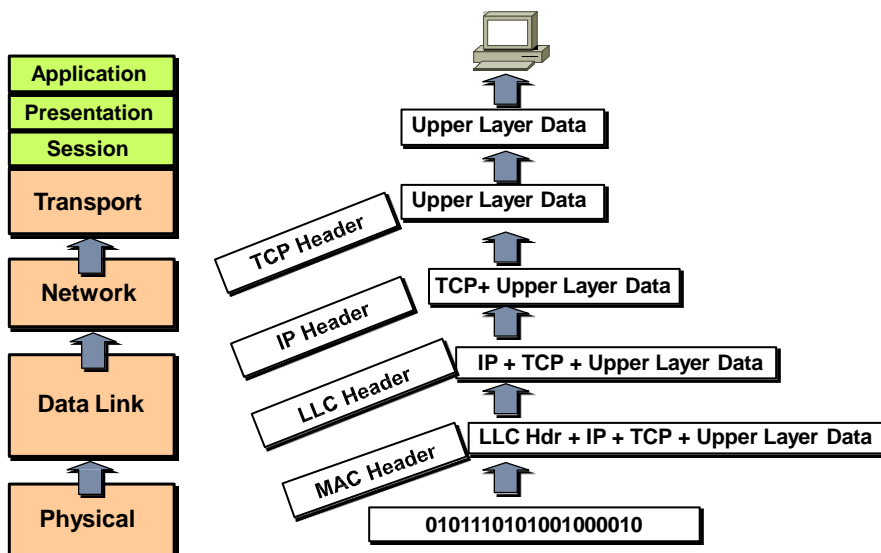 Application
Presentation
Session
Transport
Network
Data Link
Physical
Upper Layer Data
Upper Layer Data
TCP Header
TCP+ Upper Layer Data
IP Header
IP + TCP + Upper Layer Data
LLC Header
LLC Hdr + IP + TCP + Upper Layer Data
MAC Header
0101110101001000010